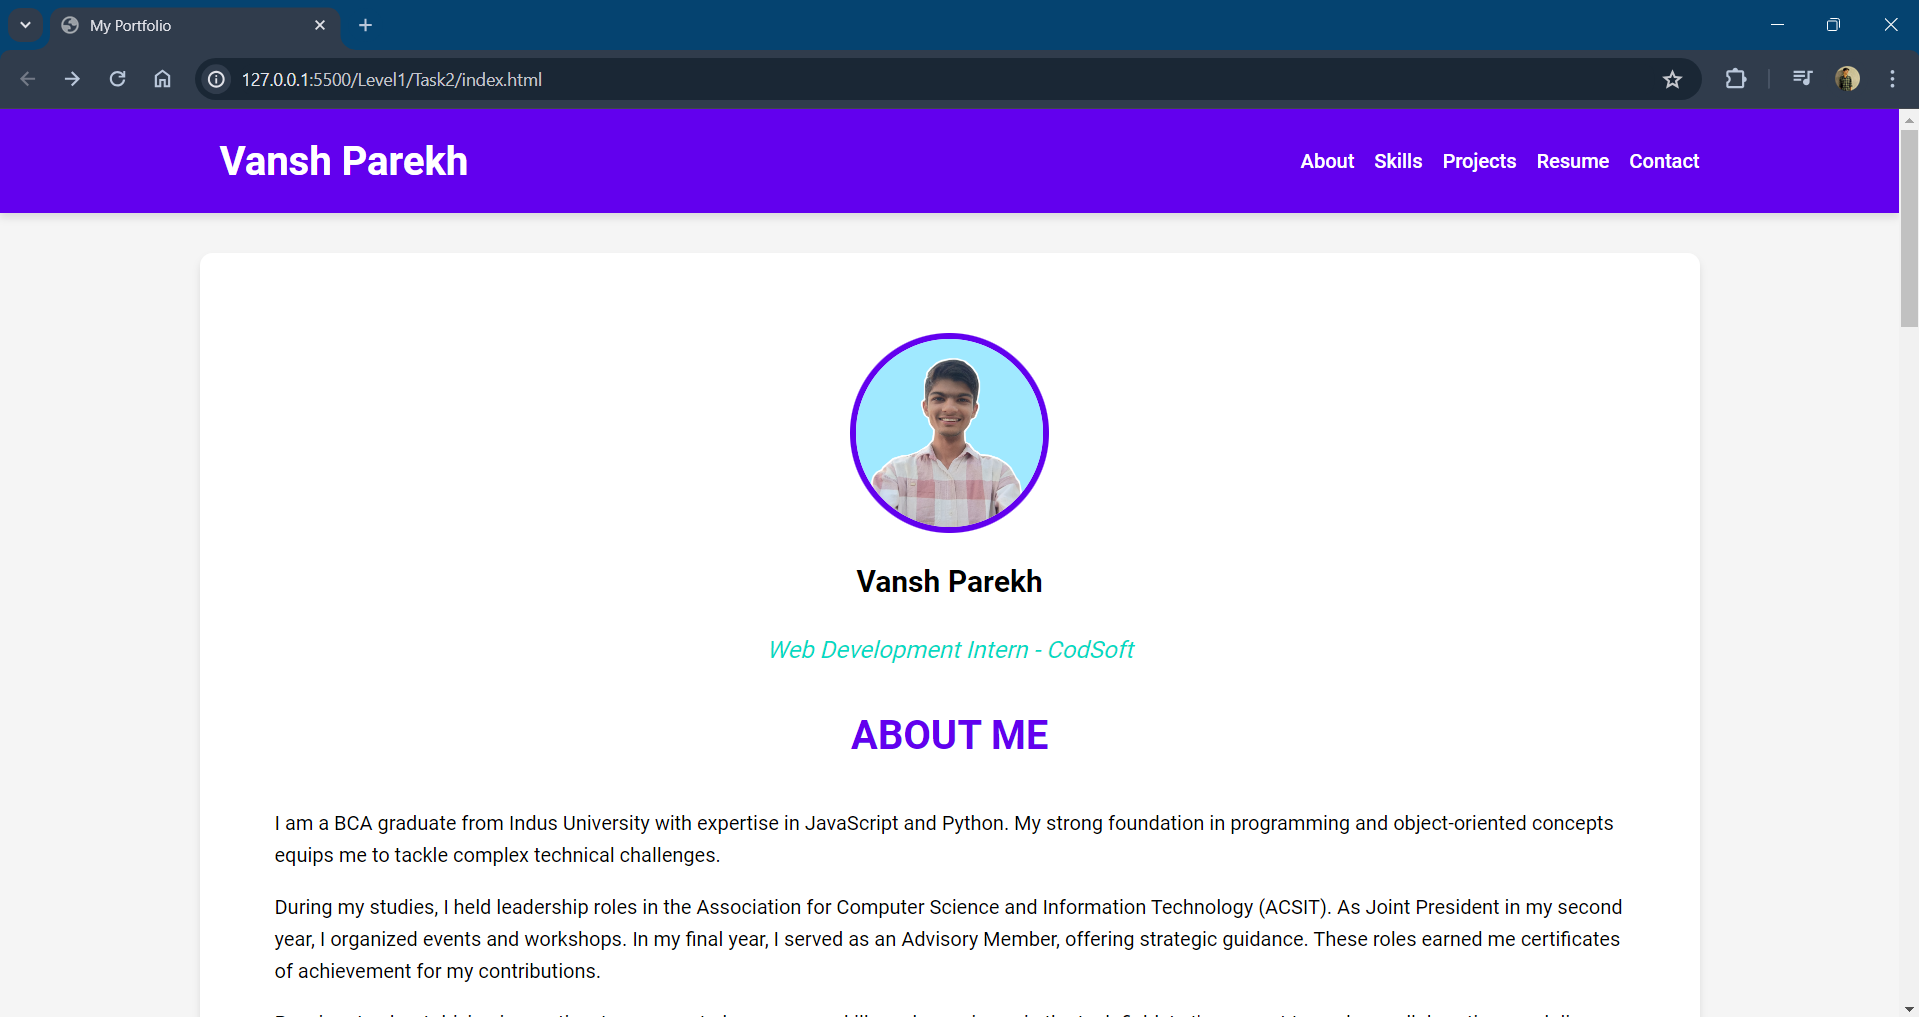 My Portfolio
127.0.0.1:5500/Level1/Task2/index.html
Vansh Parekh
About Skills Projects Resume Contact
Vansh Parekh
Web Development Intern - CodSoft
ABOUT ME
I am a BCA graduate from Indus University with expertise in JavaScript and Python. My strong foundation in programming and object-oriented concepts
equips me to tackle complex technical challenges.
During my studies, I held leadership roles in the Association for Computer Science and Information Technology (ACSIT). As Joint President in my second
year, I organized events and workshops. In my final year, I served as an Advisory Member, offering strategic guidance. These roles earned me certificates
of achievement for my contributions.